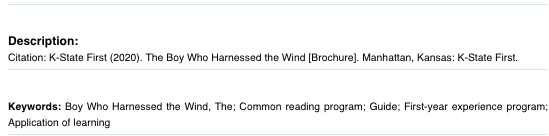 Description:
Citation: K-State First (2020). The Boy Who Harnessed the Wind [Brochure]. Manhattan, Kansas: K-State First.
Keywords: Boy Who Harnessed the Wind, The; Common reading program; Guide; First-year experience program;
Application of learning